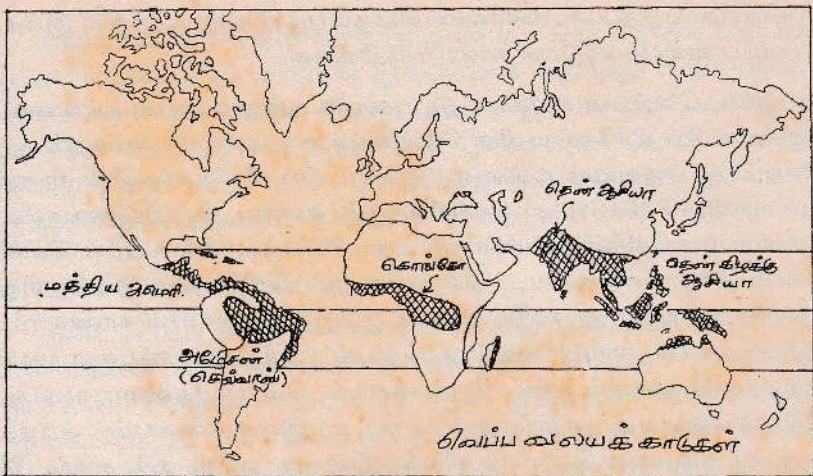 தென் ஆசியா
கொங்கோ
தென் கிழக்கு
ஆசியா
மத்திய அமெரி.
அமேசன்
(செல்வாஸ்)
வெப்ப வலயக் காடுகள்